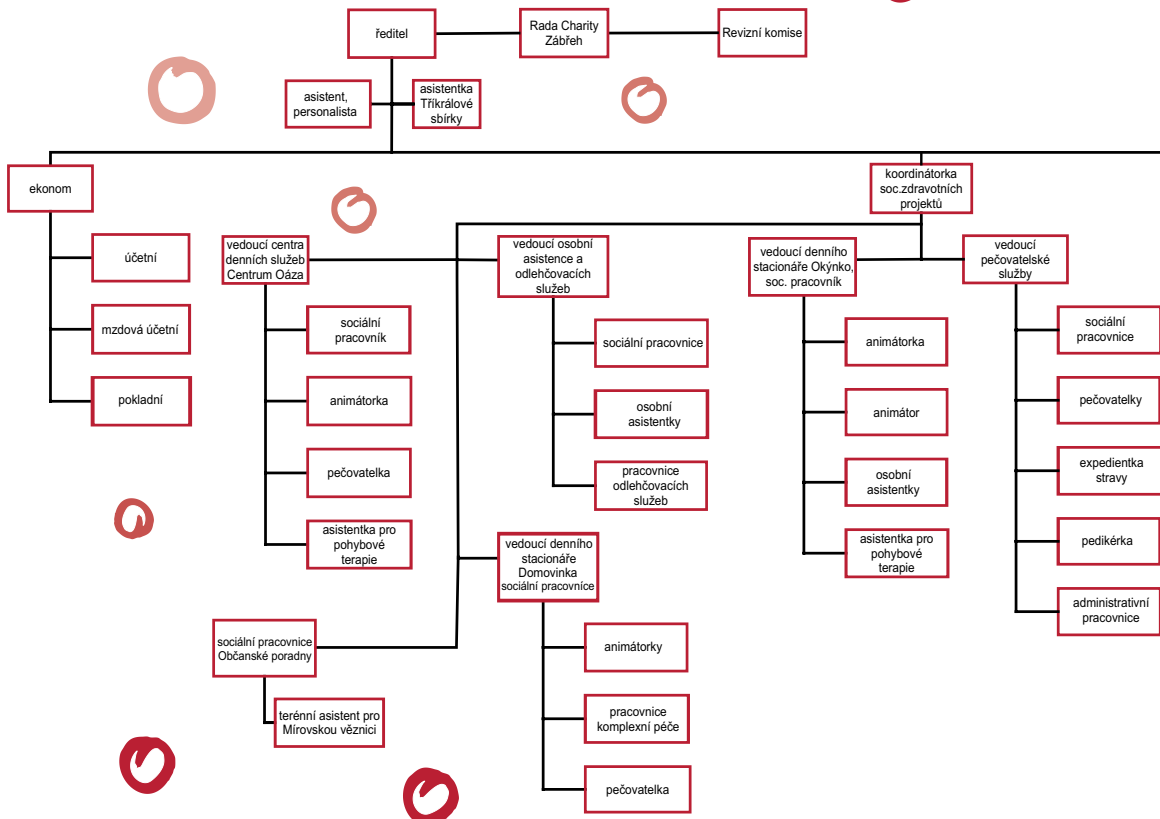 ředitel
Rada Charity
Zábřeh
Revizní komise
asistent,
personalista
asistentka
Tříkrálové
sbírky
ekonom
koordinátorka
soc.zdravotních
projektů
účetní
mzdová účetní
pokladní
vedoucí centra
denních služeb
Centrum Oáza
sociální
pracovník
animátorka
pečovatelka
asistentka pro
pohybové
terapie
vedoucí osobní
asistence a
odlehčovacích
služeb
sociální pracovnice
osobní
asistentky
pracovnice
odlehčovacích
služeb
vedoucí denního
stacionáře Okýnko,
soc. pracovník
animátorka
animátor
osobní
asistentky
asistentka pro
pohybové
terapie
vedoucí
pečovatelské
služby
sociální
pracovnice
pečovatelky
expedientka
stravy
pedikérka
administrativní
pracovnice
vedoucí denního
stacionáře
Domovinka
sociální pracovnice
animátorky
pracovnice
komplexní péče
pečovatelka
sociální pracovnice
Občanské poradny
terénní asistent pro
Mírovskou věznici